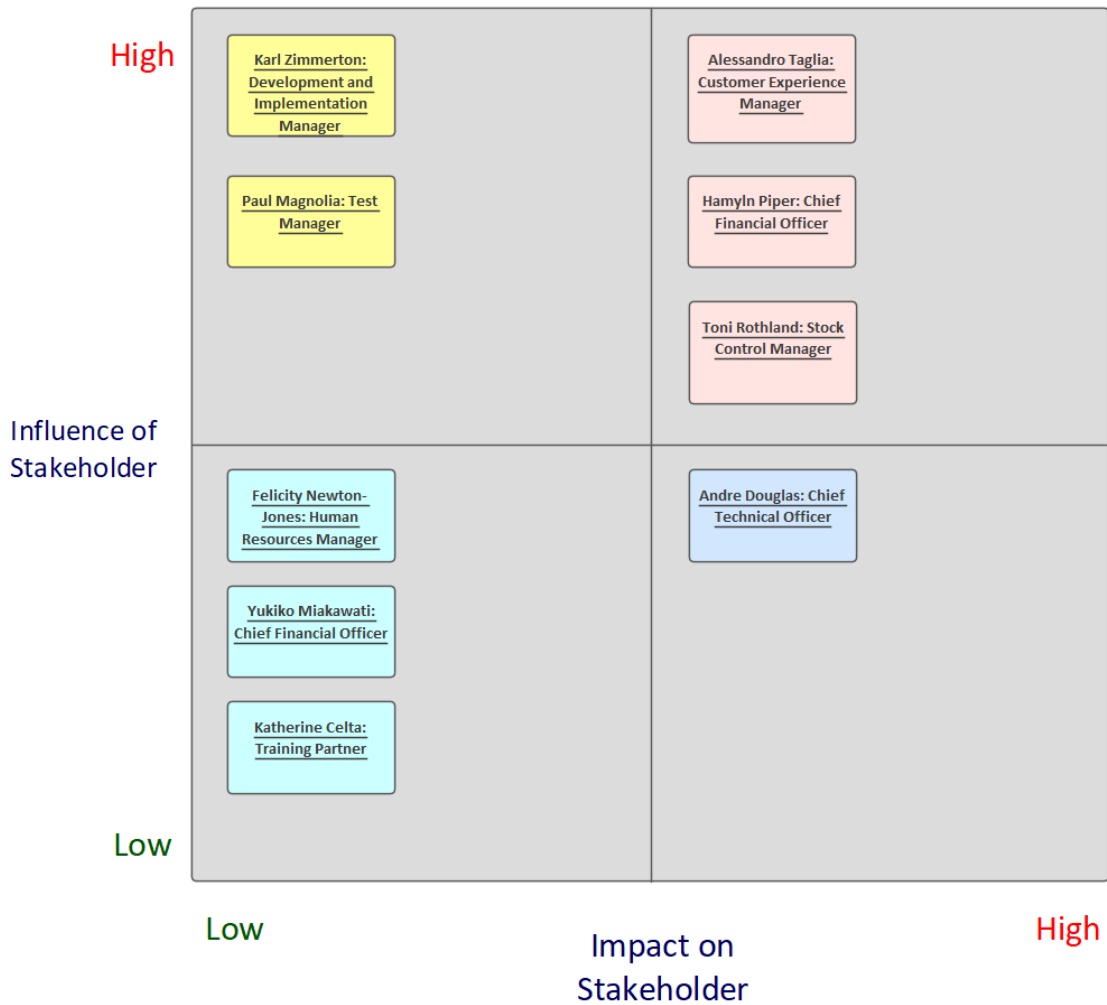 High
Karl Zimmerton:
Development and
Implementation
Manager
Alessandro Taglia:
Customer Experience
Manager
Paul Magnolia: Test
Manager
Hamyln Piper: Chief
Financial Officer
Toni Rothland: Stock
Control Manager
Influence of
Stakeholder
Felicity Newton-
Jones: Human
Resources Manager
Andre Douglas: Chief
Technical Officer
Yukiko Miakawati:
Chief Financial Officer
Katherine Celta:
Training Partner
Low
Low
Impact on
Stakeholder
High